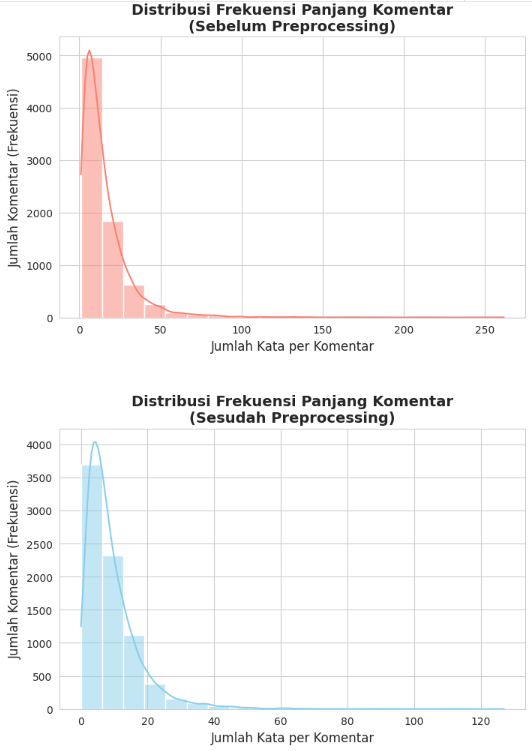 Distribusi Frekuensi Panjang Komentar
(Sebelum Preprocessing)
5000
4000
3000
2000
1000
0
Jumlah Komentar (Frekuensi)
0 50 100 150 200 250
Jumlah Kata per Komentar
Distribusi Frekuensi Panjang Komentar
(Sesudah Preprocessing)
4000
3500
3000
2500
2000
1500
1000
500
0
Jumlah Komentar (Frekuensi)
0 20 40 60 80 100 120
Jumlah Kata per Komentar